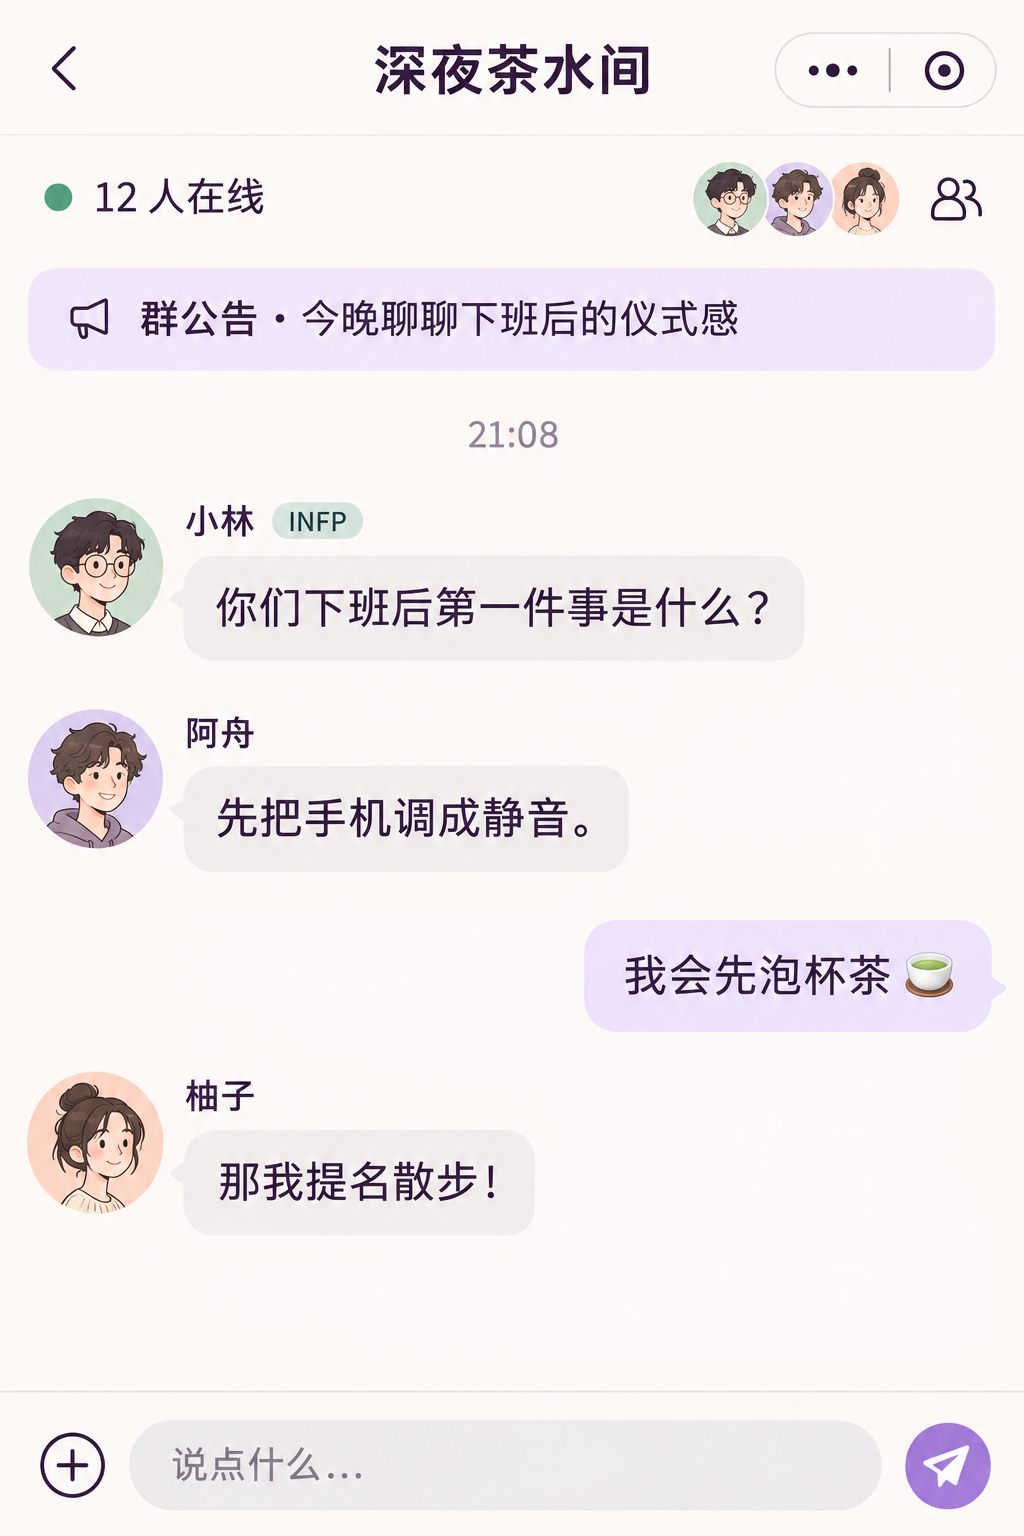 深夜茶水间
12 人在线
群公告·今晚聊聊下班后的仪式感
21:08
小林 INFP
你们下班后第一件事是什么？
阿舟
先把手机调成静音。
我会先泡杯茶🍵
柚子
那我提名散步！
说点什么…